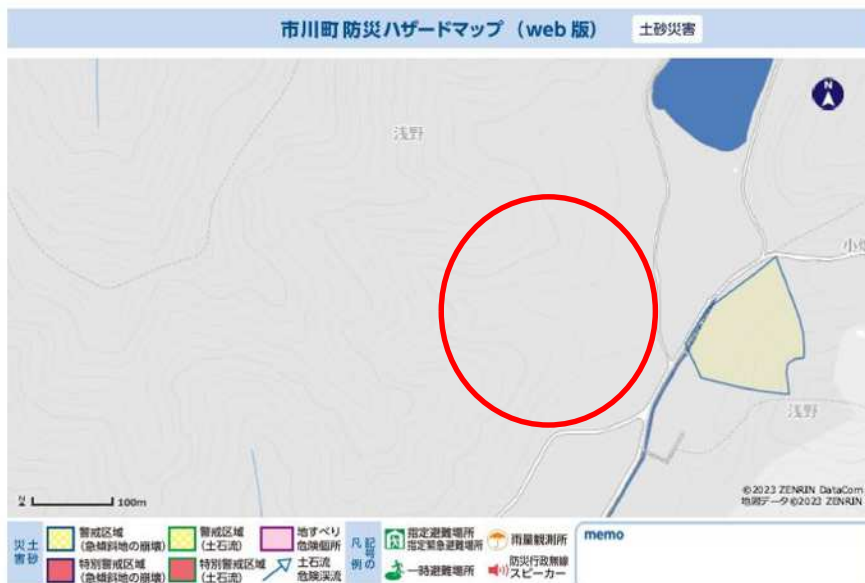 市川町防災ハザードマップ（web 版） 土砂災害
N
浅野
小畑
浅野
©2023 ZENRIN DataCom
地図データ©2023 ZENRIN
N 100m
土砂災害
警戒区域
(急傾斜地の崩壊)
警戒区域
(土石流)
地すべり
危険個所
特別警戒区域
(急傾斜地の崩壊)
特別警戒区域
(土石流)
土石流
危険渓流
記号の凡例
指定避難場所
指定緊急避難場所
雨量観測所
一時避難場所
防災行政無線
スピーカー
memo